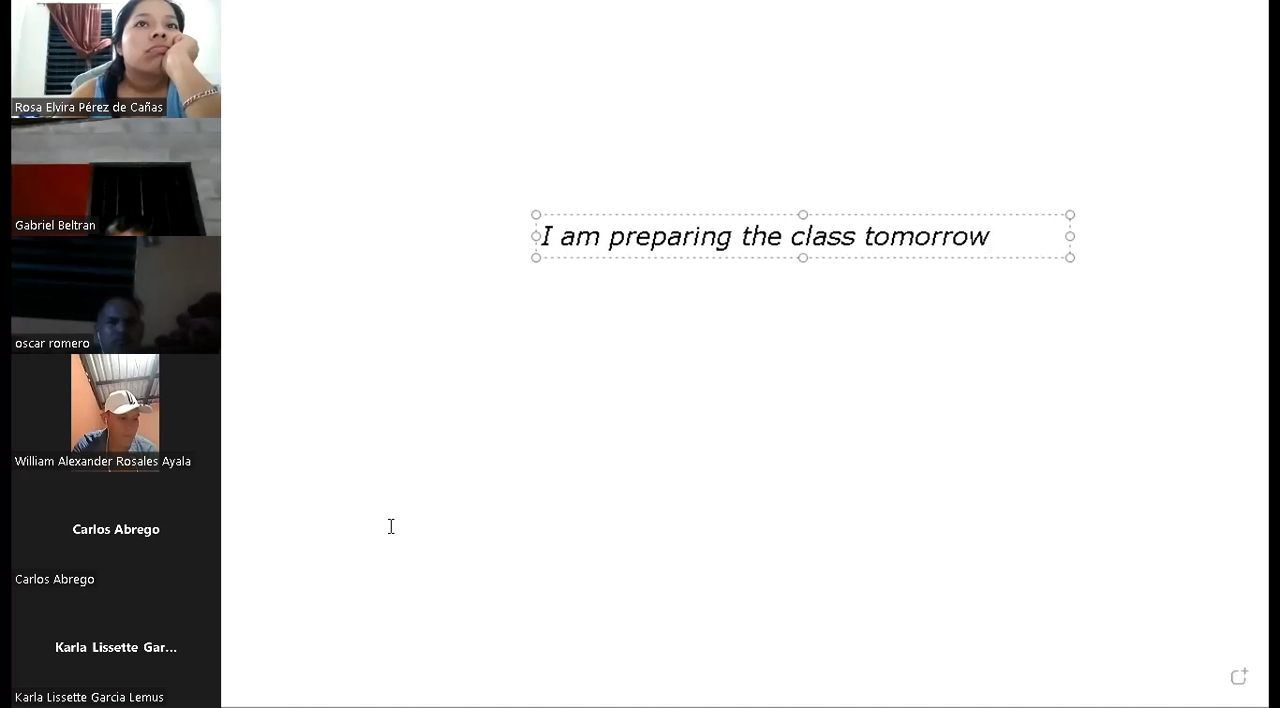 Rosa Elvira Pérez de Cañas
Gabriel Beltran
oscar romero
William Alexander Rosales Ayala
Carlos Abrego
Carlos Abrego
Karla Lissette Gar...
Karla Lissette Garcia Lemus
I am preparing the class tomorrow